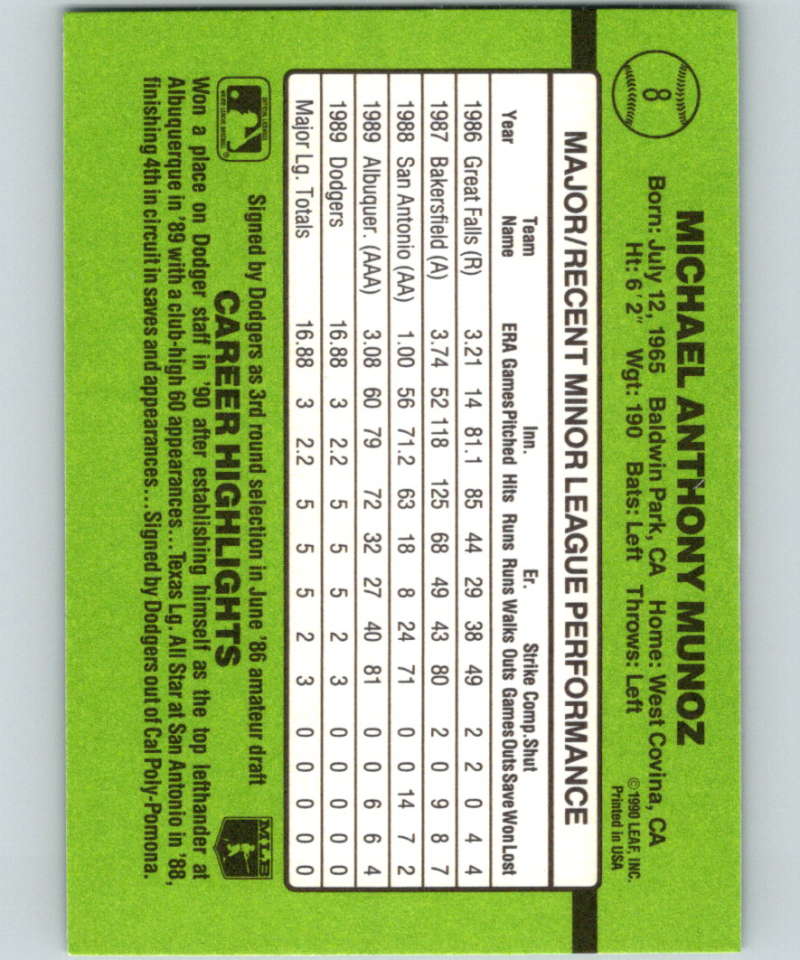 8
MICHAEL ANTHONY MUNOZ
Born: July 12, 1965 Baldwin Park, CA Home: West Covina, CA
Ht: 6'2" Wgt: 190 Bats: Left Throws: Left
©1990 LEAF, INC.
Printed in USA
MAJOR/RECENT MINOR LEAGUE PERFORMANCE
Team Inn. Er. Strike Comp. Shut
Year Name ERA Games Pitched Hits Runs Runs Walks Outs Games Outs Save Won Lost
1986 Great Falls (R) 3.21 14 81.1 85 44 29 38 49 2 2 0 4 4
1987 Bakersfield (A) 3.74 52 118 125 68 49 43 80 2 0 9 8 7
1988 San Antonio (AA) 1.00 56 71.2 63 18 8 24 71 0 0 14 7 2
1989 Albuquer. (AAA) 3.08 60 79 72 32 27 40 81 0 0 6 6 4
1989 Dodgers 16.88 3 2.2 5 5 5 2 3 0 0 0 0 0
Major Lg. Totals 16.88 3 2.2 5 5 5 2 3 0 0 0 0 0
Signed by Dodgers as 3rd round selection in June '86 amateur draft
CAREER HIGHLIGHTS
MLB
Won a place on Dodger staff in '90 after establishing himself as the top lefthander at
Albuquerque in '89 with a club-high 60 appearances...Texas Lg. All Star at San Antonio in '88,
finishing 4th in circuit in saves and appearances...Signed by Dodgers out of Cal Poly-Pomona.